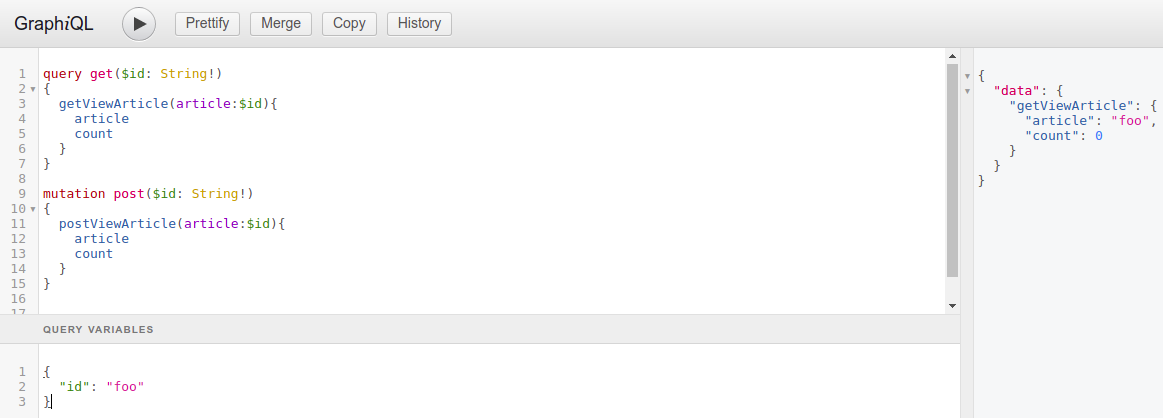 GraphiQL Prettify Merge Copy History
1 query get($id: String!)
2 {
3   getViewArticle(article:$id){
4     article
5     count
6   }
7 }
8
9 mutation post($id: String!)
10 {
11   postViewArticle(article:$id){
12     article
13     count
14   }
15 }
16
17
QUERY VARIABLES
1 {
2   "id": "foo"
3 }
{
  "data": {
    "getViewArticle": {
      "article": "foo",
      "count": 0
    }
  }
}